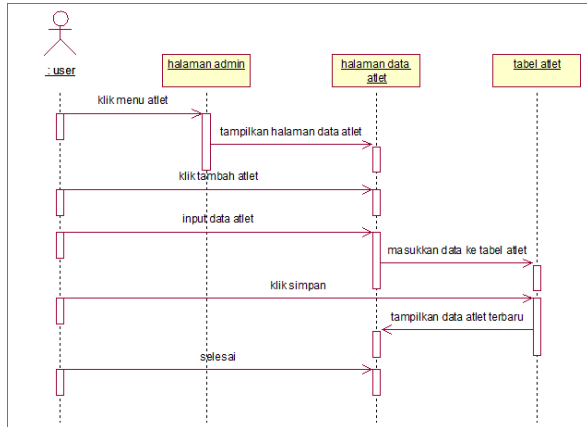 : user
halaman admin
halaman data
atlet
tabel atlet
klik menu atlet
tampilkan halaman data atlet
klik tambah atlet
input data atlet
masukkan data ke tabel atlet
klik simpan
tampilkan data atlet terbaru
selesai